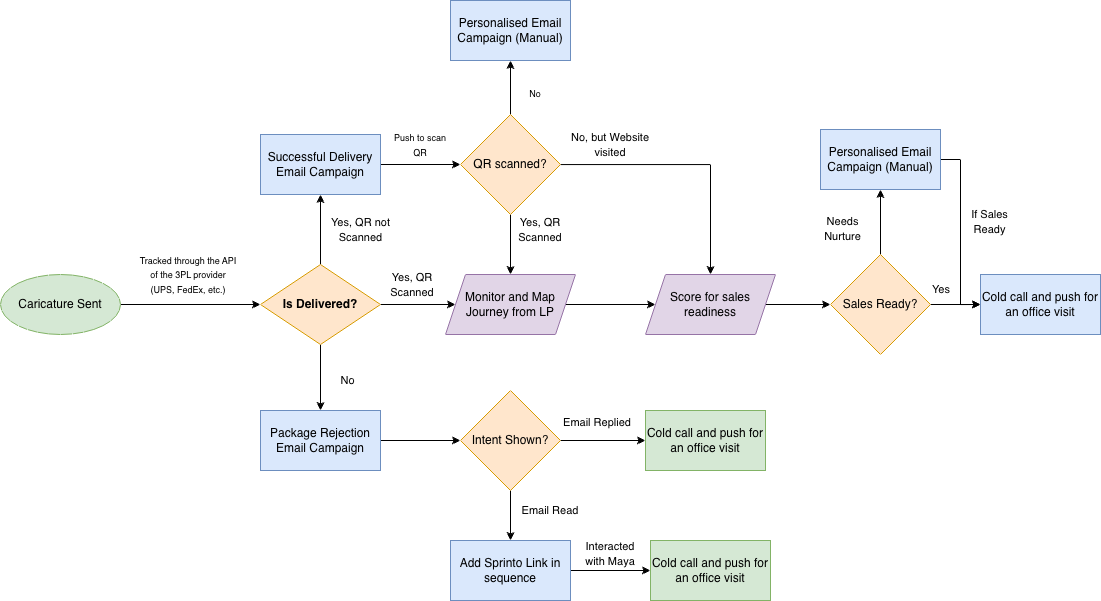 Personalised Email
Campaign (Manual)
No
Successful Delivery
Email Campaign
Push to scan
QR
QR scanned?
No, but Website
visited
Personalised Email
Campaign (Manual)
Yes, QR not
Scanned
Yes, QR
Scanned
Needs
Nurture
If Sales
Ready
Caricature Sent
Tracked through the API
of the 3PL provider
(UPS, FedEx, etc.)
Is Delivered?
Yes, QR
Scanned
Monitor and Map
Journey from LP
Score for sales
readiness
Sales Ready?
Yes
Cold call and push for
an office visit
No
Package Rejection
Email Campaign
Intent Shown?
Email Replied
Cold call and push for
an office visit
Email Read
Add Sprinto Link in
sequence
Interacted
with Maya
Cold call and push for
an office visit